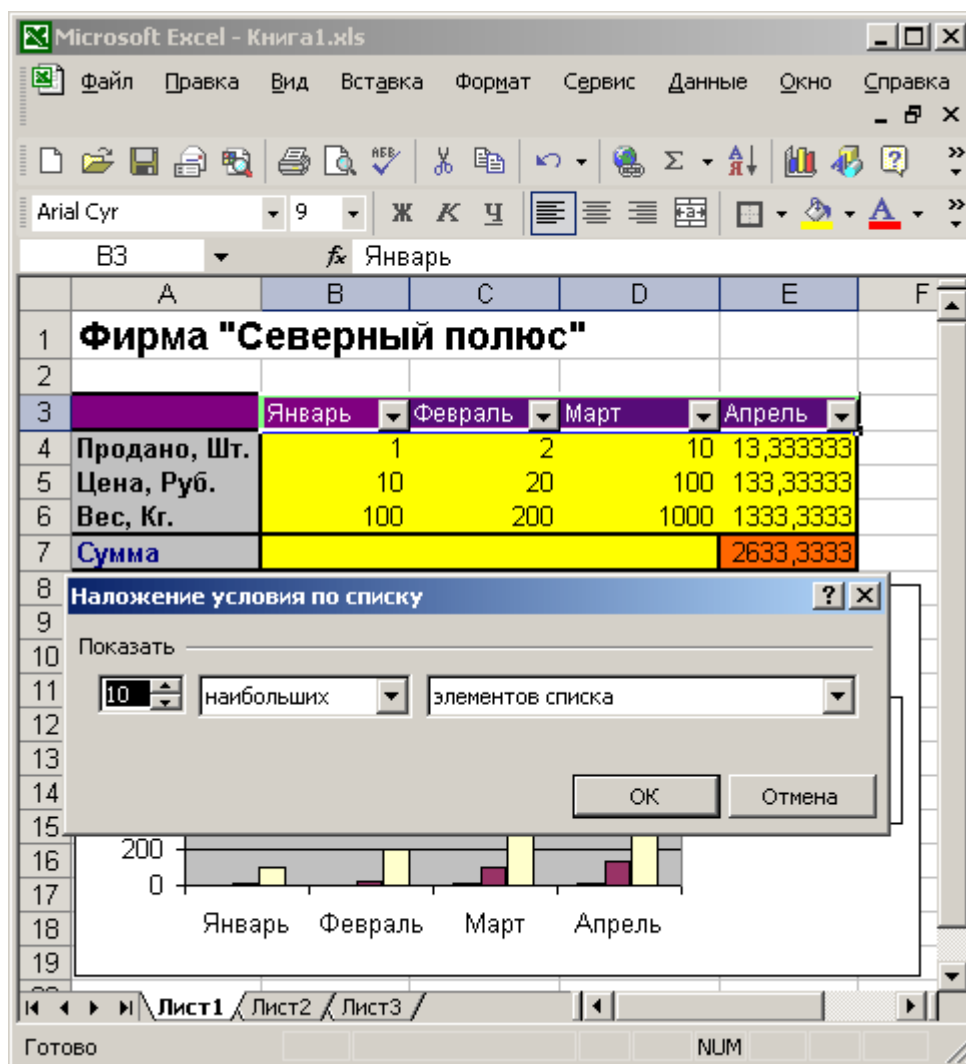 Microsoft Excel - Книга1.xls
Файл Правка Вид Вставка Формат Сервис Данные Окно Справка
Arial Cyr 9 Ж К Ч
B3 fx Январь
A B C D E F
1 Фирма "Северный полюс"
2
3 Январь Февраль Март Апрель
4 Продано, Шт. 1 2 10 13,333333
5 Цена, Руб. 10 20 100 133,33333
6 Вес, Кг. 100 200 1000 1333,3333
7 Сумма 2633,3333
8
Наложение условия по списку
9
10 Показать
11 10 наибольших элементов списка
12
13
14 ОК Отмена
15
16 200
17 0
18 Январь Февраль Март Апрель
19
Лист1 Лист2 Лист3
Готово NUM